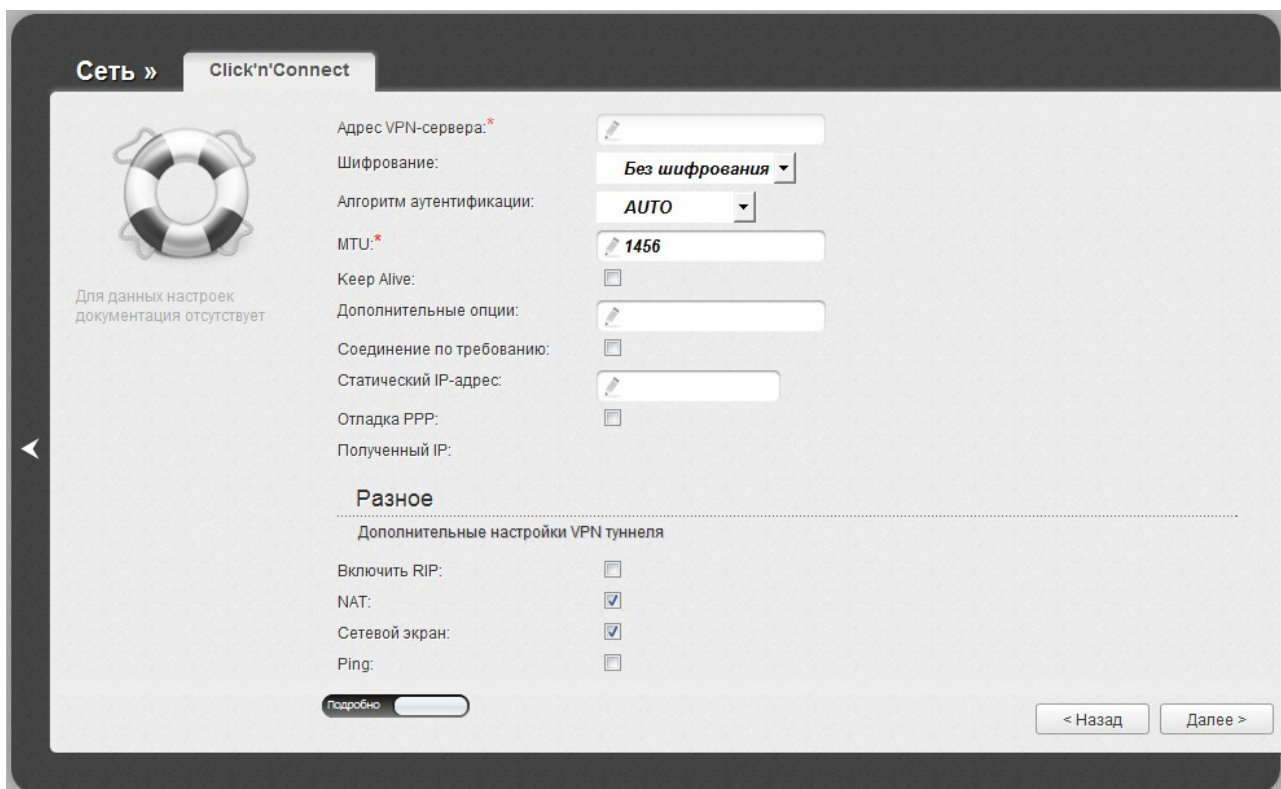 Сеть »
Click'n'Connect
Для данных настроек
документация отсутствует
Адрес VPN-сервера:*
Шифрование: Без шифрования
Алгоритм аутентификации: AUTO
MTU:* 1456
Keep Alive:
Дополнительные опции:
Соединение по требованию:
Статический IP-адрес:
Отладка PPP:
Полученный IP:
Разное
Дополнительные настройки VPN туннеля
Включить RIP:
NAT:
Сетевой экран:
Ping:
Подробно
< Назад
Далее >